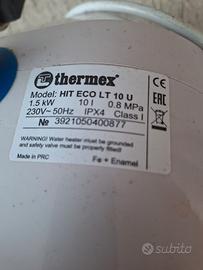 thermex
Model: HIT ECO LT 10 U
1.5 kW 10 l 0.8 MPa
230V~ 50Hz IPX4 Class I
№ 3921050400877
WARNING! Water heater must be grounded
and safety valve must be fitted properly!
Made in PRC Fe + Enamel
CE
EAC
subito